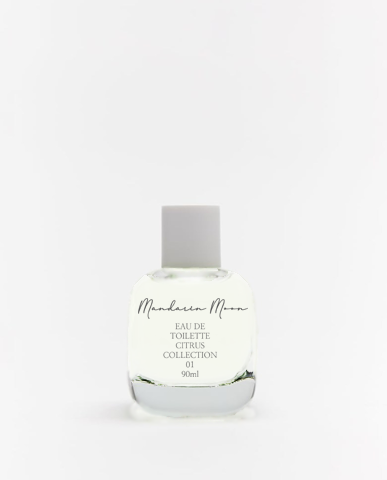 Mandarin Moon
EAU DE
TOILETTE
CITRUS
COLLECTION
01
90ml